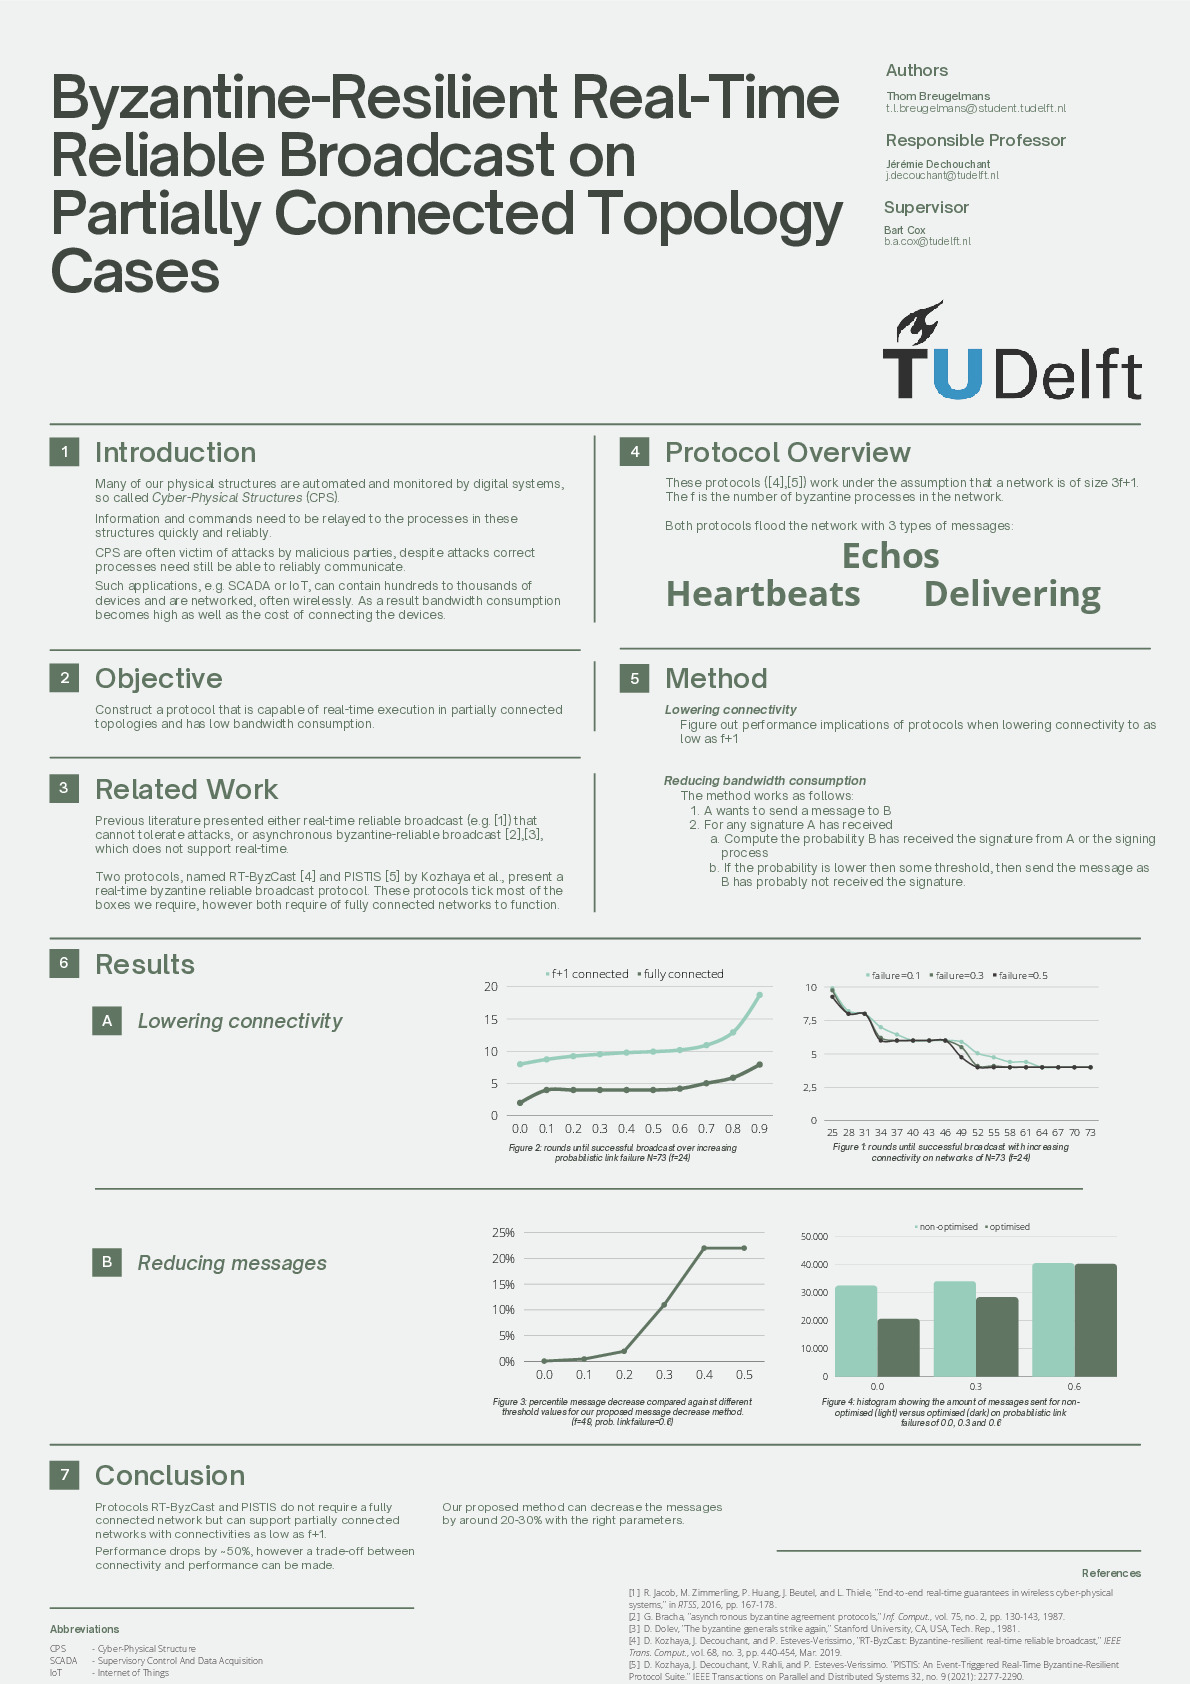 Byzantine-Resilient Real-Time
Reliable Broadcast on
Partially Connected Topology
Cases
Authors
Thom Breugelmans
t.l.breugelmans@student.tudelft.nl
Responsible Professor
Jérémie Dechouchant
j.decouchant@tudelft.nl
Supervisor
Bart Cox
b.a.cox@tudelft.nl
TU Delft
1 Introduction
Many of our physical structures are automated and monitored by digital systems,
so called Cyber-Physical Structures (CPS).
Information and commands need to be relayed to the processes in these
structures quickly and reliably.
CPS are often victim of attacks by malicious parties, despite attacks correct
processes need still be able to reliably communicate.
Such applications, e.g. SCADA or IoT, can contain hundreds to thousands of
devices and are networked, often wirelessly. As a result bandwidth consumption
becomes high as well as the cost of connecting the devices.
2 Objective
Construct a protocol that is capable of real-time execution in partially connected
topologies and has low bandwidth consumption.
3 Related Work
Previous literature presented either real-time reliable broadcast (e.g. [1]) that
cannot tolerate attacks, or asynchronous byzantine-reliable broadcast [2],[3],
which does not support real-time.
Two protocols, named RT-ByzCast [4] and PISTIS [5] by Kozhaya et al., present a
real-time byzantine reliable broadcast protocol. These protocols tick most of the
boxes we require, however both require of fully connected networks to function.
4 Protocol Overview
These protocols ([4],[5]) work under the assumption that a network is of size 3f+1.
The f is the number of byzantine processes in the network.
Both protocols flood the network with 3 types of messages:
Echos
Heartbeats Delivering
5 Method
Lowering connectivity
Figure out performance implications of protocols when lowering connectivity to as
low as f+1
Reducing bandwidth consumption
The method works as follows:
1. A wants to send a message to B
2. For any signature A has received
a. Compute the probability B has received the signature from A or the signing
process
b. If the probability is lower then some threshold, then send the message as
B has probably not received the signature.
6 Results
A Lowering connectivity
f+1 connected fully connected
20
15
10
5
0
0.0 0.1 0.2 0.3 0.4 0.5 0.6 0.7 0.8 0.9
Figure 2: rounds until successful broadcast over increasing
probabilistic link failure N=73 (f=24)
failure=0.1 failure=0.3 failure=0.5
10
7,5
5
2,5
0
25 28 31 34 37 40 43 46 49 52 55 58 61 64 67 70 73
Figure 1: rounds until successful broadcast with increasing
connectivity on networks of N=73 (f=24)
B Reducing messages
25%
20%
15%
10%
5%
0%
0.0 0.1 0.2 0.3 0.4 0.5
Figure 3: percentile message decrease compared against different
threshold values for our proposed message decrease method.
(f=48, prob. linkfailure=0.6)
non-optimised optimised
50.000
40.000
30.000
20.000
10.000
0
0.0 0.3 0.6
Figure 4: histogram showing the amount of messages sent for non-
optimised (light) versus optimised (dark) on probabilistic link
failures of 0.0, 0.3 and 0.6
7 Conclusion
Protocols RT-ByzCast and PISTIS do not require a fully
connected network but can support partially connected
networks with connectivities as low as f+1.
Performance drops by ~50%, however a trade-off between
connectivity and performance can be made.
Our proposed method can decrease the messages
by around 20-30% with the right parameters.
Abbreviations
CPS - Cyber-Physical Structure
SCADA - Supervisory Control And Data Acquisition
IoT - Internet of Things
References
[1] R. Jacob, M. Zimmerling, P. Huang, J. Beutel, and L. Thiele, "End-to-end real-time guarantees in wireless cyber-physical
systems," in RTSS, 2016, pp. 167-178.
[2] G. Bracha, "asynchronous byzantine agreement protocols," Inf. Comput., vol. 75, no. 2, pp. 130-143, 1987.
[3] D. Dolev, "The byzantine generals strike again," Stanford University, CA, USA, Tech. Rep., 1981.
[4] D. Kozhaya, J. Decouchant, and P. Esteves-Verissimo, "RT-ByzCast: Byzantine-resilient real-time reliable broadcast," IEEE
Trans. Comput., vol. 68, no. 3, pp. 440-454, Mar. 2019.
[5] D. Kozhaya, J. Decouchant, V. Rahli, and P. Esteves-Verissimo. "PISTIS: An Event-Triggered Real-Time Byzantine-Resilient
Protocol Suite." IEEE Transactions on Parallel and Distributed Systems 32, no. 9 (2021): 2277-2290.